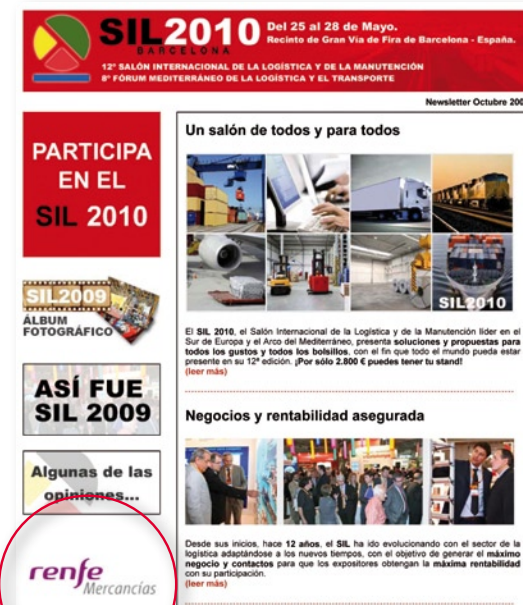 SIL2010
BARCELONA
Del 25 al 28 de Mayo.
Recinto de Gran Vía de Fira de Barcelona - España.
12º SALÓN INTERNACIONAL DE LA LOGÍSTICA Y DE LA MANUTENCIÓN
8º FÓRUM MEDITERRÁNEO DE LA LOGÍSTICA Y EL TRANSPORTE
Newsletter Octubre
PARTICIPA
EN EL
SIL 2010
SIL2009
ÁLBUM
FOTOGRÁFICO
ASÍ FUE
SIL 2009
Algunas de las
opiniones...
renfe
Mercancías
Un salón de todos y para todos
SIL2010
El SIL 2010, el Salón Internacional de la Logística y de la Manutención líder en el
Sur de Europa y el Arco del Mediterráneo, presenta soluciones y propuestas para
todos los gustos y todos los bolsillos, con el fin que todo el mundo pueda estar
presente en su 12ª edición. ¡Por sólo 2.800 € puedes tener tu stand!
(leer más)
Negocios y rentabilidad asegurada
Desde sus inicios, hace 12 años, el SIL ha ido evolucionando con el sector de la
logística adaptándose a los nuevos tiempos, con el objetivo de generar el máximo
negocio y contactos para que los expositores obtengan la máxima rentabilidad
con su participación.
(leer más)